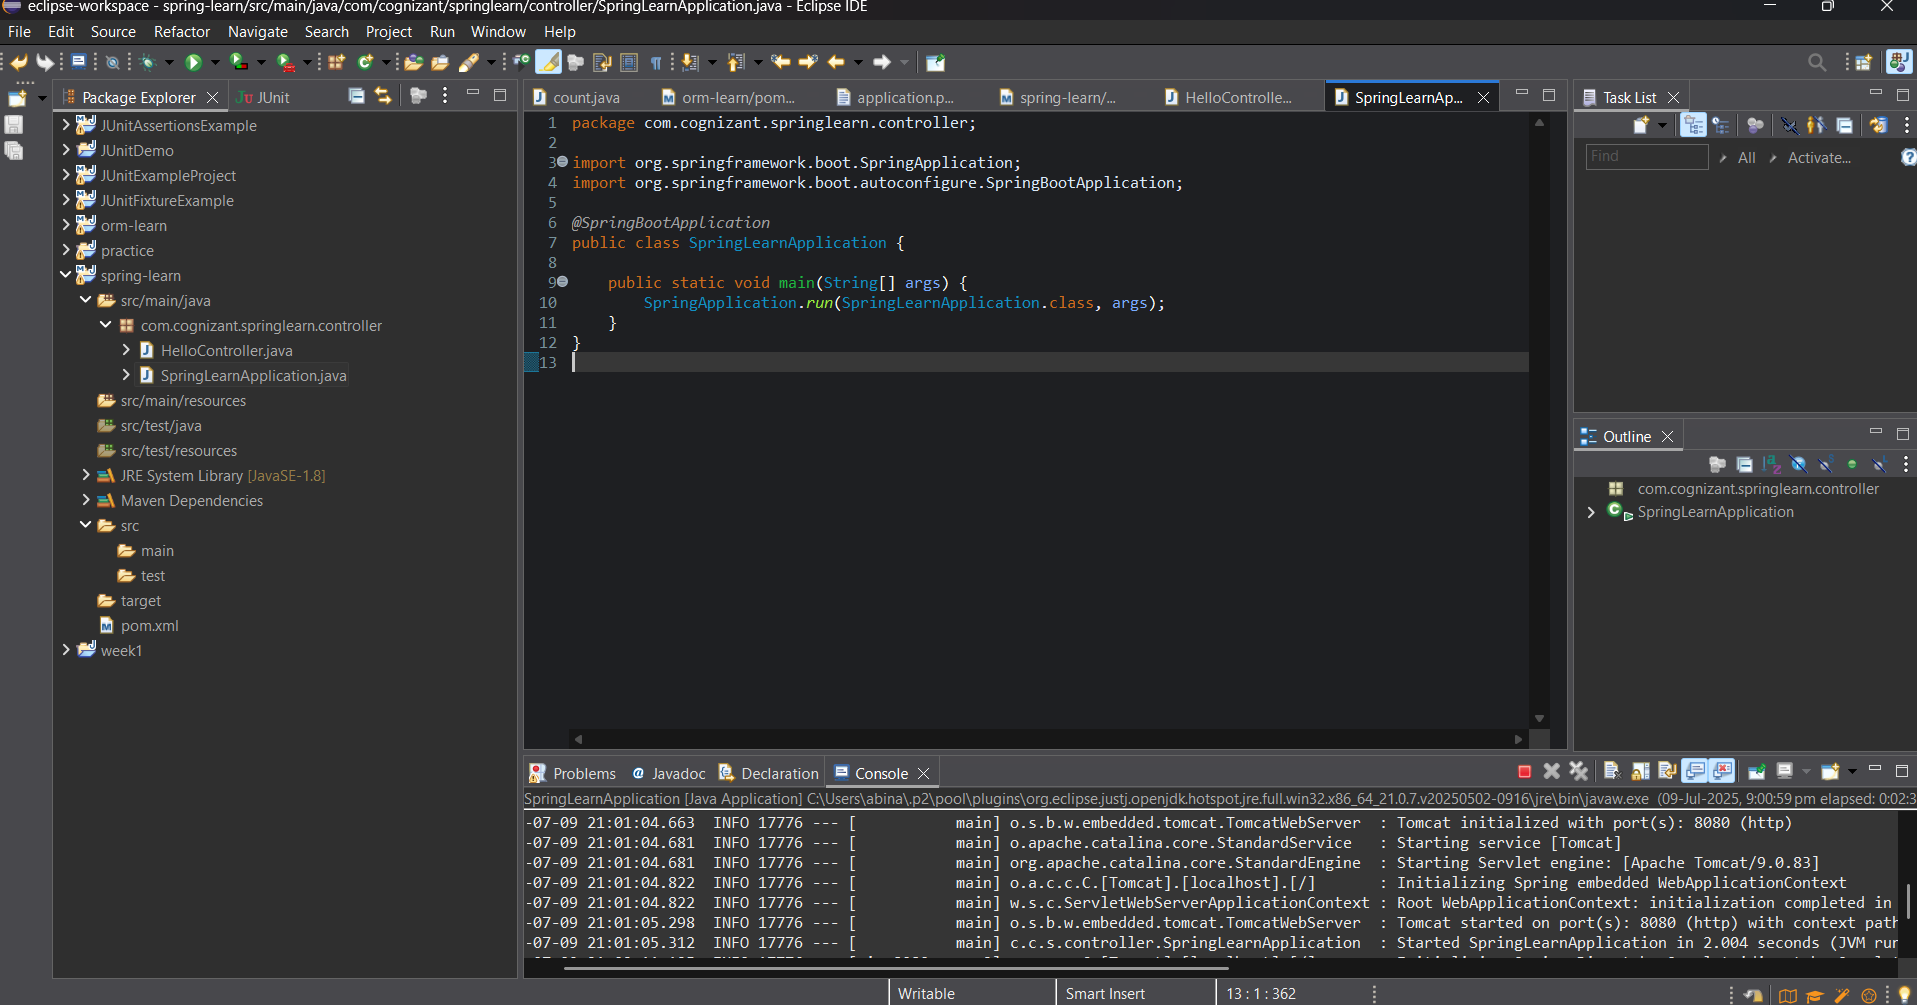 eclipse-workspace - spring-learn/src/main/java/com/cognizant/springlearn/controller/SpringLearnApplication.java - Eclipse IDE
File Edit Source Refactor Navigate Search Project Run Window Help
Package Explorer
JUnit
JUnitAssertionsExample
JUnitDemo
JUnitExampleProject
JUnitFixtureExample
orm-learn
practice
spring-learn
src/main/java
com.cognizant.springlearn.controller
HelloController.java
SpringLearnApplication.java
src/main/resources
src/test/java
src/test/resources
JRE System Library [JavaSE-1.8]
Maven Dependencies
src
main
test
target
pom.xml
week1
count.java orm-learn/pom... application.p... spring-learn/... HelloControlle... SpringLearnAp...
1 package com.cognizant.springlearn.controller;
2
3 import org.springframework.boot.SpringApplication;
4 import org.springframework.boot.autoconfigure.SpringBootApplication;
5
6 @SpringBootApplication
7 public class SpringLearnApplication {
8
9 public static void main(String[] args) {
10 SpringApplication.run(SpringLearnApplication.class, args);
11 }
12 }
13
Task List
Find All Activate...
Outline
com.cognizant.springlearn.controller
SpringLearnApplication
Problems Javadoc Declaration Console
SpringLearnApplication [Java Application] C:\Users\abina\.p2\pool\plugins\org.eclipse.justj.openjdk.hotspot.jre.full.win32.x86_64_21.0.7.v20250502-0916\jre\bin\javaw.exe (09-Jul-2025, 9:00:59 pm elapsed: 0:02:3
-07-09 21:01:04.663 INFO 17776 --- [ main] o.s.b.w.embedded.tomcat.TomcatWebServer : Tomcat initialized with port(s): 8080 (http)
-07-09 21:01:04.681 INFO 17776 --- [ main] o.apache.catalina.core.StandardService : Starting service [Tomcat]
-07-09 21:01:04.681 INFO 17776 --- [ main] org.apache.catalina.core.StandardEngine : Starting Servlet engine: [Apache Tomcat/9.0.83]
-07-09 21:01:04.822 INFO 17776 --- [ main] o.a.c.c.C.[Tomcat].[localhost].[/] : Initializing Spring embedded WebApplicationContext
-07-09 21:01:04.822 INFO 17776 --- [ main] w.s.c.ServletWebServerApplicationContext : Root WebApplicationContext: initialization completed in
-07-09 21:01:05.298 INFO 17776 --- [ main] o.s.b.w.embedded.tomcat.TomcatWebServer : Tomcat started on port(s): 8080 (http) with context path
-07-09 21:01:05.312 INFO 17776 --- [ main] c.c.s.controller.SpringLearnApplication : Started SpringLearnApplication in 2.004 seconds (JVM run
Writable Smart Insert 13 : 1 : 362